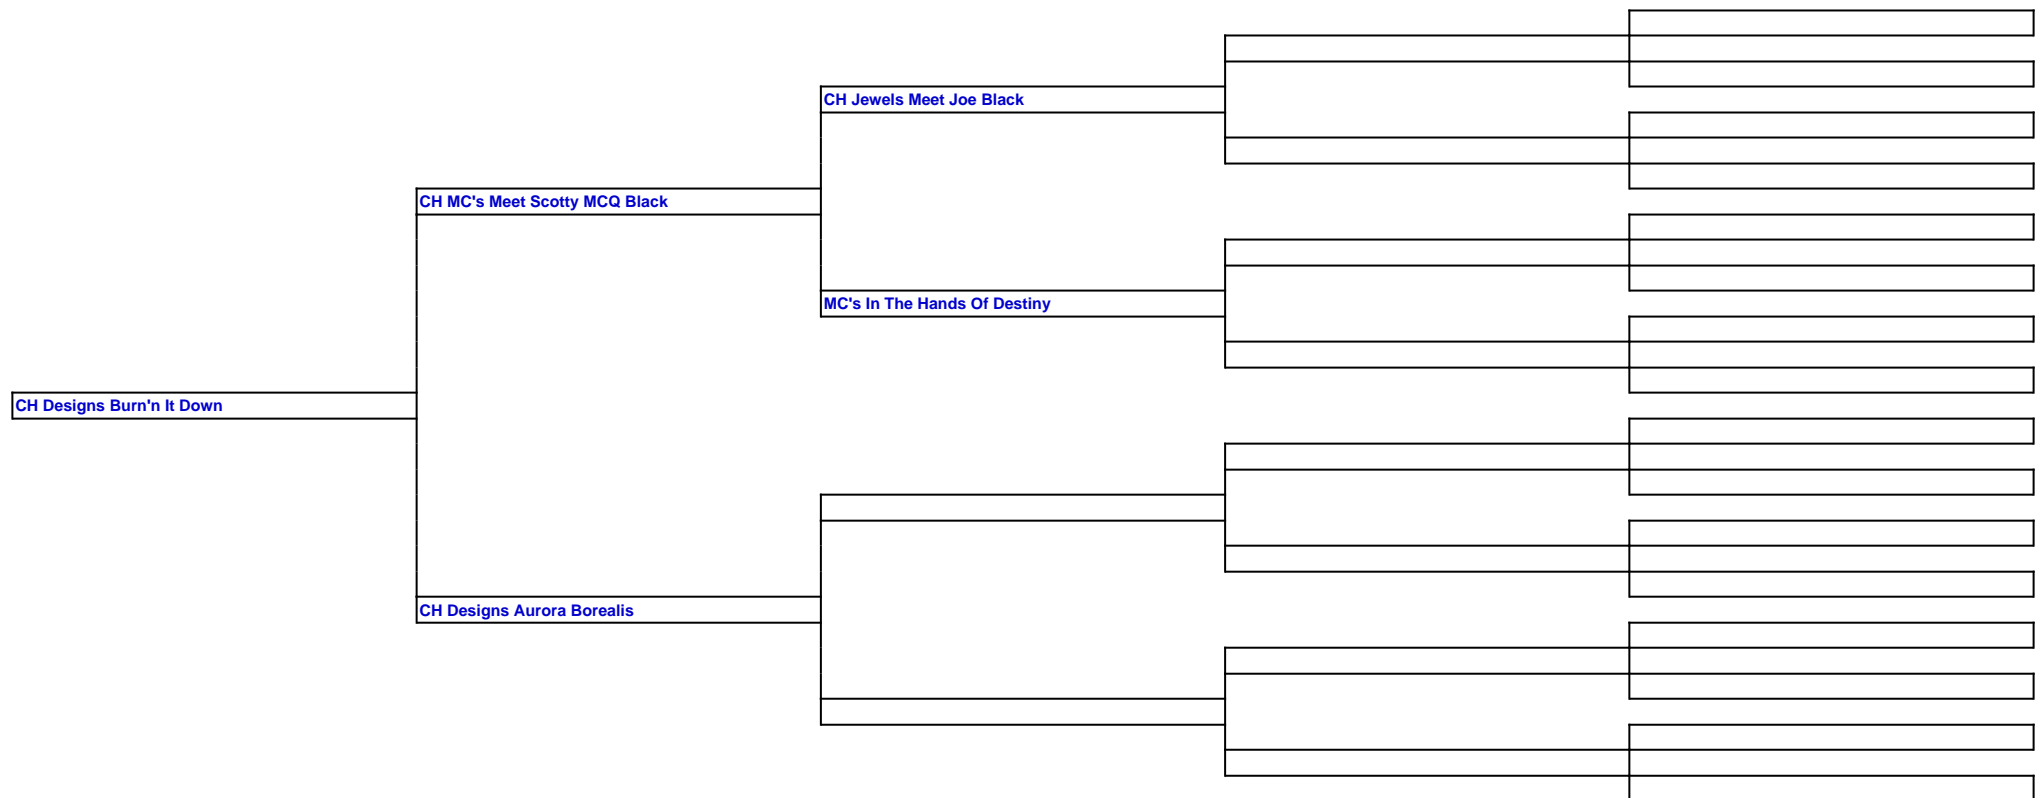 CH Jewels Meet Joe Black
CH MC's Meet Scotty MCQ Black
MC's In The Hands Of Destiny
CH Designs Burn'n It Down
CH Designs Aurora Borealis